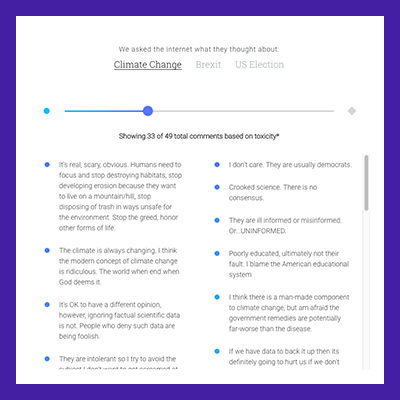 We asked the internet what they thought about:
Climate Change Brexit US Election
Showing 33 of 49 total comments based on toxicity*
It's real, scary, obvious. Humans need to
focus and stop destroying habitats, stop
developing erosion because they want
to live on a mountain/hill, stop
disposing of trash in ways unsafe for
the environment. Stop the greed, honor
other forms of life.
The climate is always changing. I think
the modern concept of climate change
is ridiculous. The world when end when
God deems it.
It's OK to have a different opinion,
however, ignoring factual scientific data
is not. People who deny such data are
being foolish.
They are intolerant so I try to avoid the
subject I don't want to get screamed at
I don't care. They are usually democrats.
Crooked science. There is no
consensus.
They are ill informed or misinformed.
Or...UNINFORMED.
Poorly educated, ultimately not their
fault. I blame the American educational
system
I think there is a man-made component
to climate change, but am afraid the
government remedies are potentially
far-worse than the disease.
If we have data to back it up then its
definitely going to hurt us if we don't